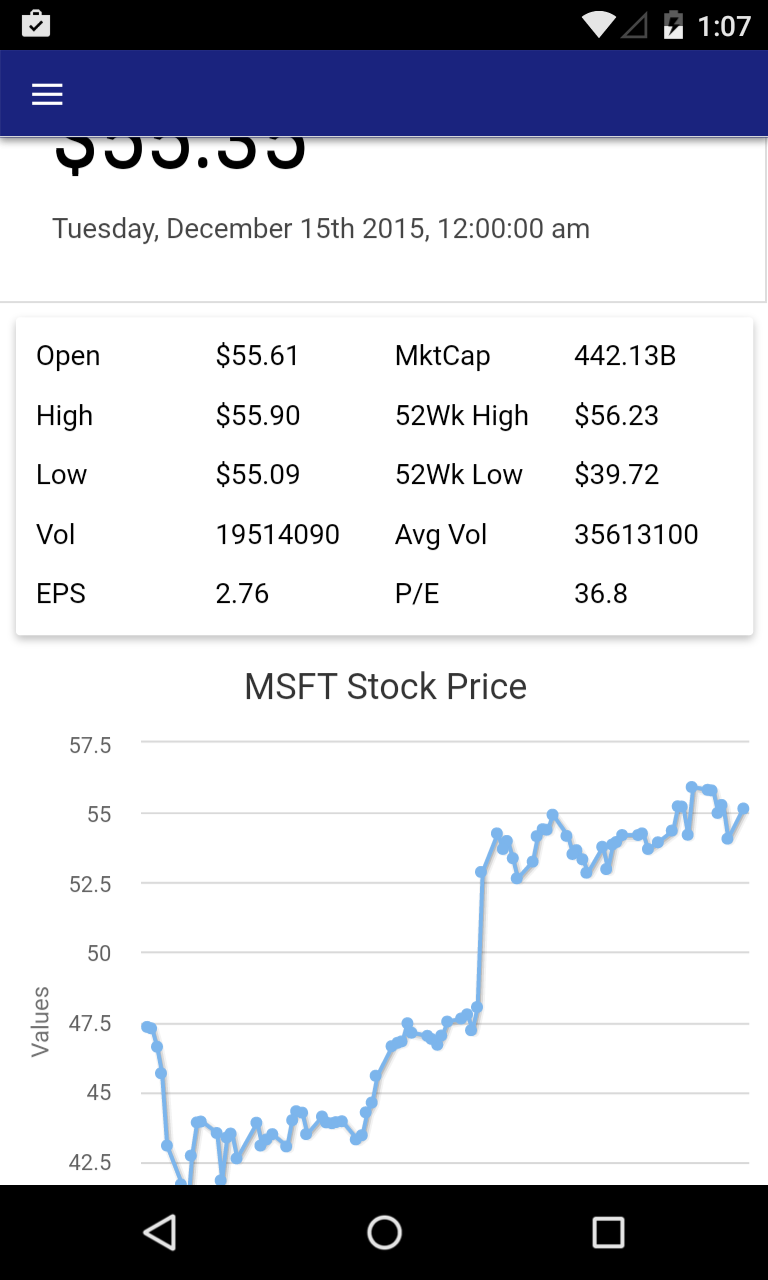 1:07
$55.35
Tuesday, December 15th 2015, 12:00:00 am
Open $55.61 MktCap 442.13B
High $55.90 52Wk High $56.23
Low $55.09 52Wk Low $39.72
Vol 19514090 Avg Vol 35613100
EPS 2.76 P/E 36.8
MSFT Stock Price
57.5
55
52.5
50
Values
47.5
45
42.5